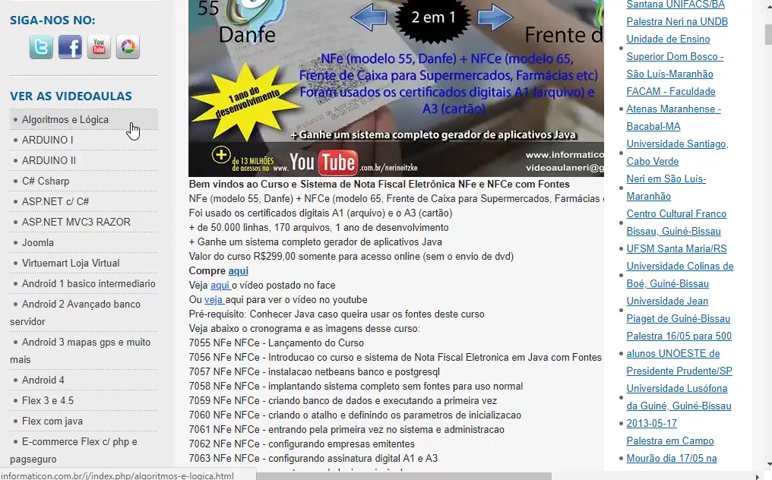 SIGA-NOS NO:
VER AS VIDEOAULAS
Algoritmos e Lógica
ARDUINO I
ARDUINO II
C# Csharp
ASP.NET c/ C#
ASP.NET MVC3 RAZOR
Joomla
Virtuemart Loja Virtual
Android 1 basico intermediario
Android 2 Avançado banco
servidor
Android 3 mapas gps e muito
mais
Android 4
Flex 3 e 4.5
Flex com java
E-commerce Flex c/ php e
pagseguro
55
Danfe
2 em 1
Frente d
NFe (modelo 55, Danfe) + NFCe (modelo 65,
Frente de Caixa para Supermercados, Farmácias etc)
Foram usados os certificados digitais A1 (arquivo) e o
A3 (cartão)
1 ano de
desenvolvimento
+ Ganhe um sistema completo gerador de aplicativos Java
+ de 13 MILHÕES
de acessos no
You Tube
.com.br/nerineitzke
www.informatico
videoaulaneri@g
Bem vindos ao Curso e Sistema de Nota Fiscal Eletrônica NFe e NFCe com Fontes
NFe (modelo 55, Danfe) + NFCe (modelo 65, Frente de Caixa para Supermercados, Farmácias e
Foi usado os certificados digitais A1 (arquivo) e o A3 (cartão)
+ de 50.000 linhas, 170 arquivos, 1 ano de desenvolvimento
+ Ganhe um sistema completo gerador de aplicativos Java
Valor do curso R$299,00 somente para acesso online (sem o envio de dvd)
Compre aqui
Veja aqui o vídeo postado no face
Ou veja aqui para ver o vídeo no youtube
Pré-requisito: Conhecer Java caso queira usar os fontes deste curso
Veja abaixo o cronograma e as imagens desse curso:
7055 NFe NFCe - Lançamento do Curso
7056 NFe NFCe - Introducao co curso e sistema de Nota Fiscal Eletronica em Java com Fontes
7057 NFe NFCe - instalacao netbeans banco e postgresql
7058 NFe NFCe - implantando sistema completo sem fontes para uso normal
7059 NFe NFCe - criando banco de dados e executando a primeira vez
7060 NFe NFCe - criando o atalho e definindo os parametros de inicializacao
7061 NFe NFCe - entrando pela primeira vez no sistema e administracao
7062 NFe NFCe - configurando empresas emitentes
7063 NFe NFCe - configurando assinatura digital A1 e A3
Santana UNIFACS/BA
Palestra Neri na UNDB
Unidade de Ensino
Superior Dom Bosco -
São Luís-Maranhão
FACAM - Faculdade
Atenas Maranhense -
Bacabal-MA
Universidade Santiago,
Cabo Verde
Neri em São Luís-
Maranhão
Centro Cultural Franco
Bissau, Guiné-Bissau
UFSM Santa Maria/RS
Universidade Colinas de
Boé, Guiné-Bissau
Universidade Jean
Piaget de Guiné-Bissau
Palestra 16/05 para 500
alunos UNOESTE de
Presidente Prudente/SP
Universidade Lusófona
da Guiné, Guiné-Bissau
2013-05-17
Palestra em Campo
Mourão dia 17/05 na
informaticon.com.br/j/index.php/algoritmos-e-logica.html